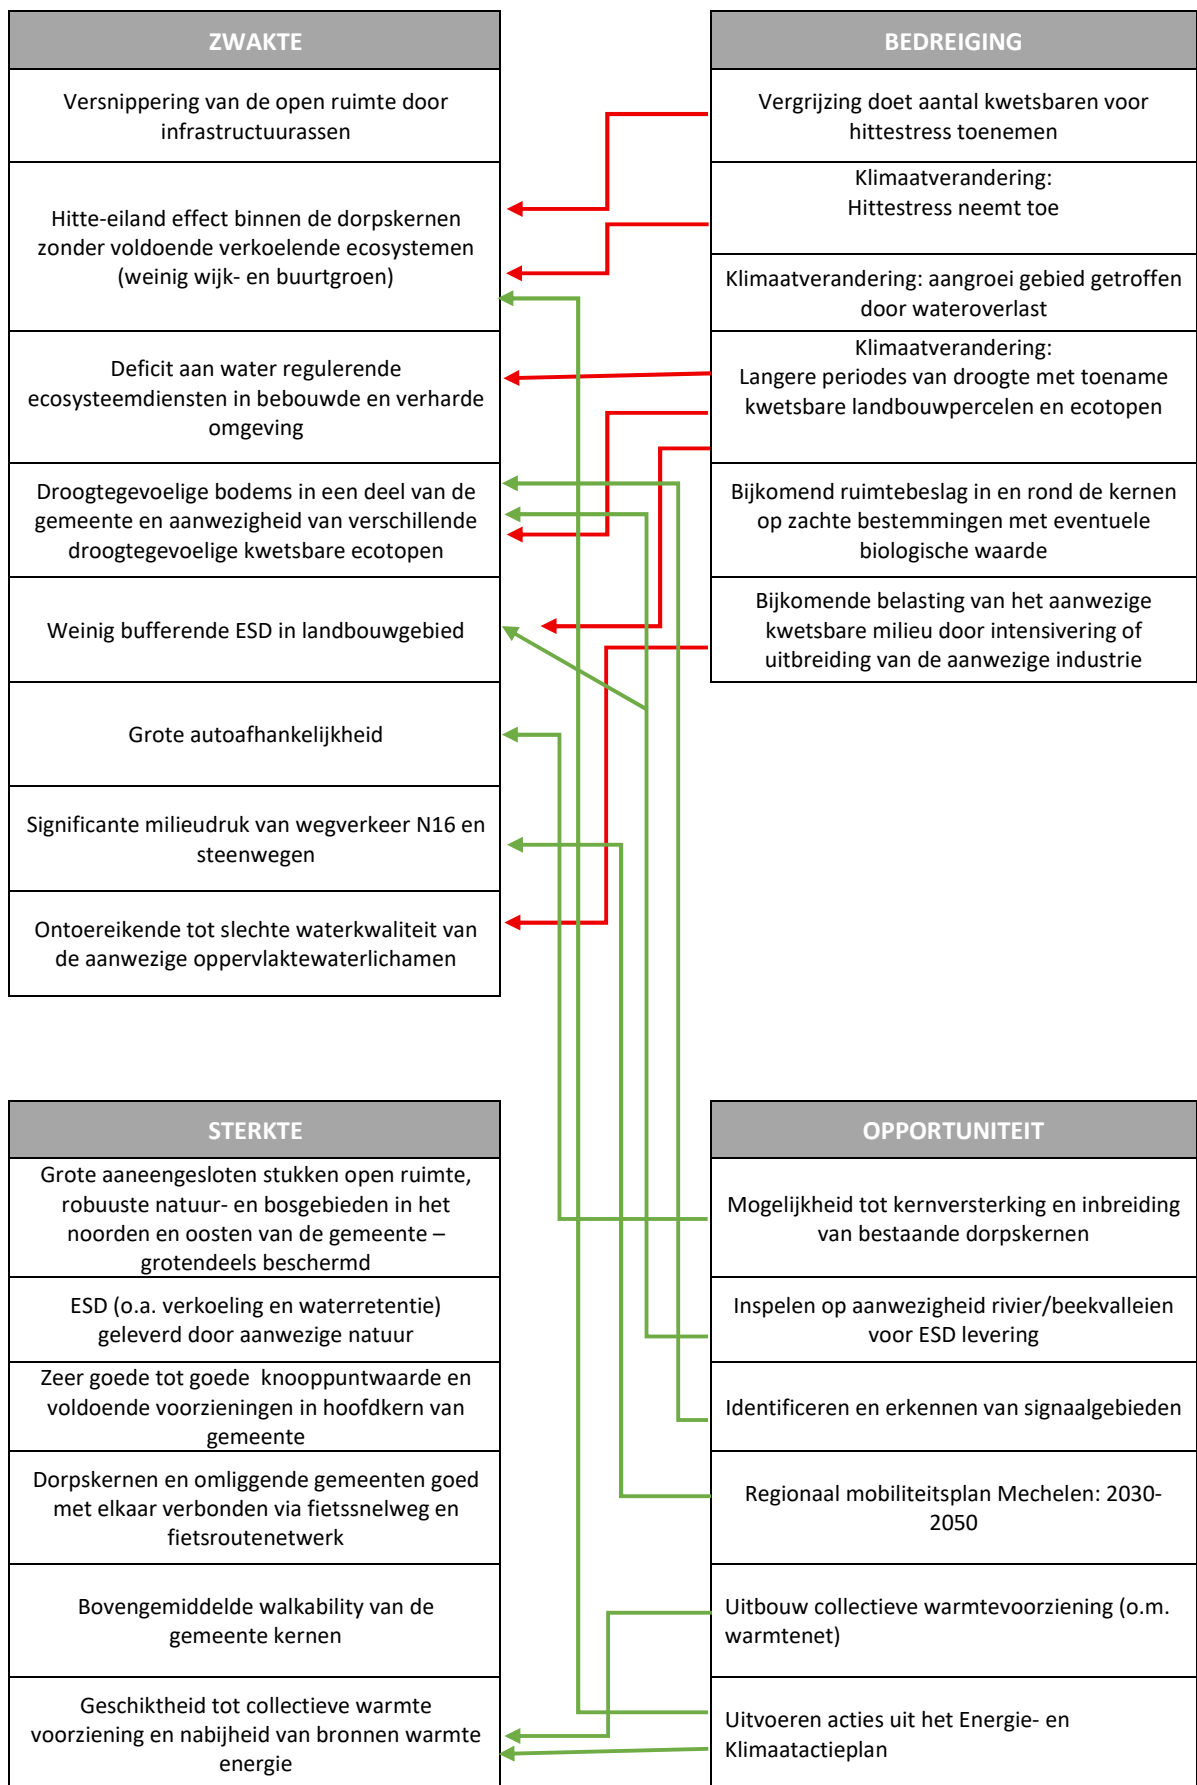 ZWAKTE
Versnippering van de open ruimte door
infrastructuurassen
Hitte-eiland effect binnen de dorpskernen
zonder voldoende verkoelende ecosystemen
(weinig wijk- en buurtgroen)
Deficit aan water regulerende
ecosysteemdiensten in bebouwde en verharde
omgeving
Droogtegevoelige bodems in een deel van de
gemeente en aanwezigheid van verschillende
droogtegevoelige kwetsbare ecotopen
Weinig bufferende ESD in landbouwgebied
Grote autoafhankelijkheid
Significante milieudruk van wegverkeer N16 en
steenwegen
Ontoereikende tot slechte waterkwaliteit van
de aanwezige oppervlaktewaterlichamen
BEDREIGING
Vergrijzing doet aantal kwetsbaren voor
hittestress toenemen
Klimaatverandering:
Hittestress neemt toe
Klimaatverandering: aangroei gebied getroffen
door wateroverlast
Klimaatverandering:
Langere periodes van droogte met toename
kwetsbare landbouwpercelen en ecotopen
Bijkomend ruimtebeslag in en rond de kernen
op zachte bestemmingen met eventuele
biologische waarde
Bijkomende belasting van het aanwezige
kwetsbare milieu door intensivering of
uitbreiding van de aanwezige industrie
STERKTE
Grote aaneengesloten stukken open ruimte,
robuuste natuur- en bosgebieden in het
noorden en oosten van de gemeente –
grotendeels beschermd
ESD (o.a. verkoeling en waterretentie)
geleverd door aanwezige natuur
Zeer goede tot goede knooppuntwaarde en
voldoende voorzieningen in hoofdkern van
gemeente
Dorpskernen en omliggende gemeenten goed
met elkaar verbonden via fietssnelweg en
fietsroutenetwerk
Bovengemiddelde walkability van de
gemeente kernen
Geschiktheid tot collectieve warmte
voorziening en nabijheid van bronnen warmte
energie
OPPORTUNITEIT
Mogelijkheid tot kernversterking en inbreiding
van bestaande dorpskernen
Inspelen op aanwezigheid rivier/beekvalleien
voor ESD levering
Identificeren en erkennen van signaalgebieden
Regionaal mobiliteitsplan Mechelen: 2030-
2050
Uitbouw collectieve warmtevoorziening (o.m.
warmtenet)
Uitvoeren acties uit het Energie- en
Klimaatactieplan